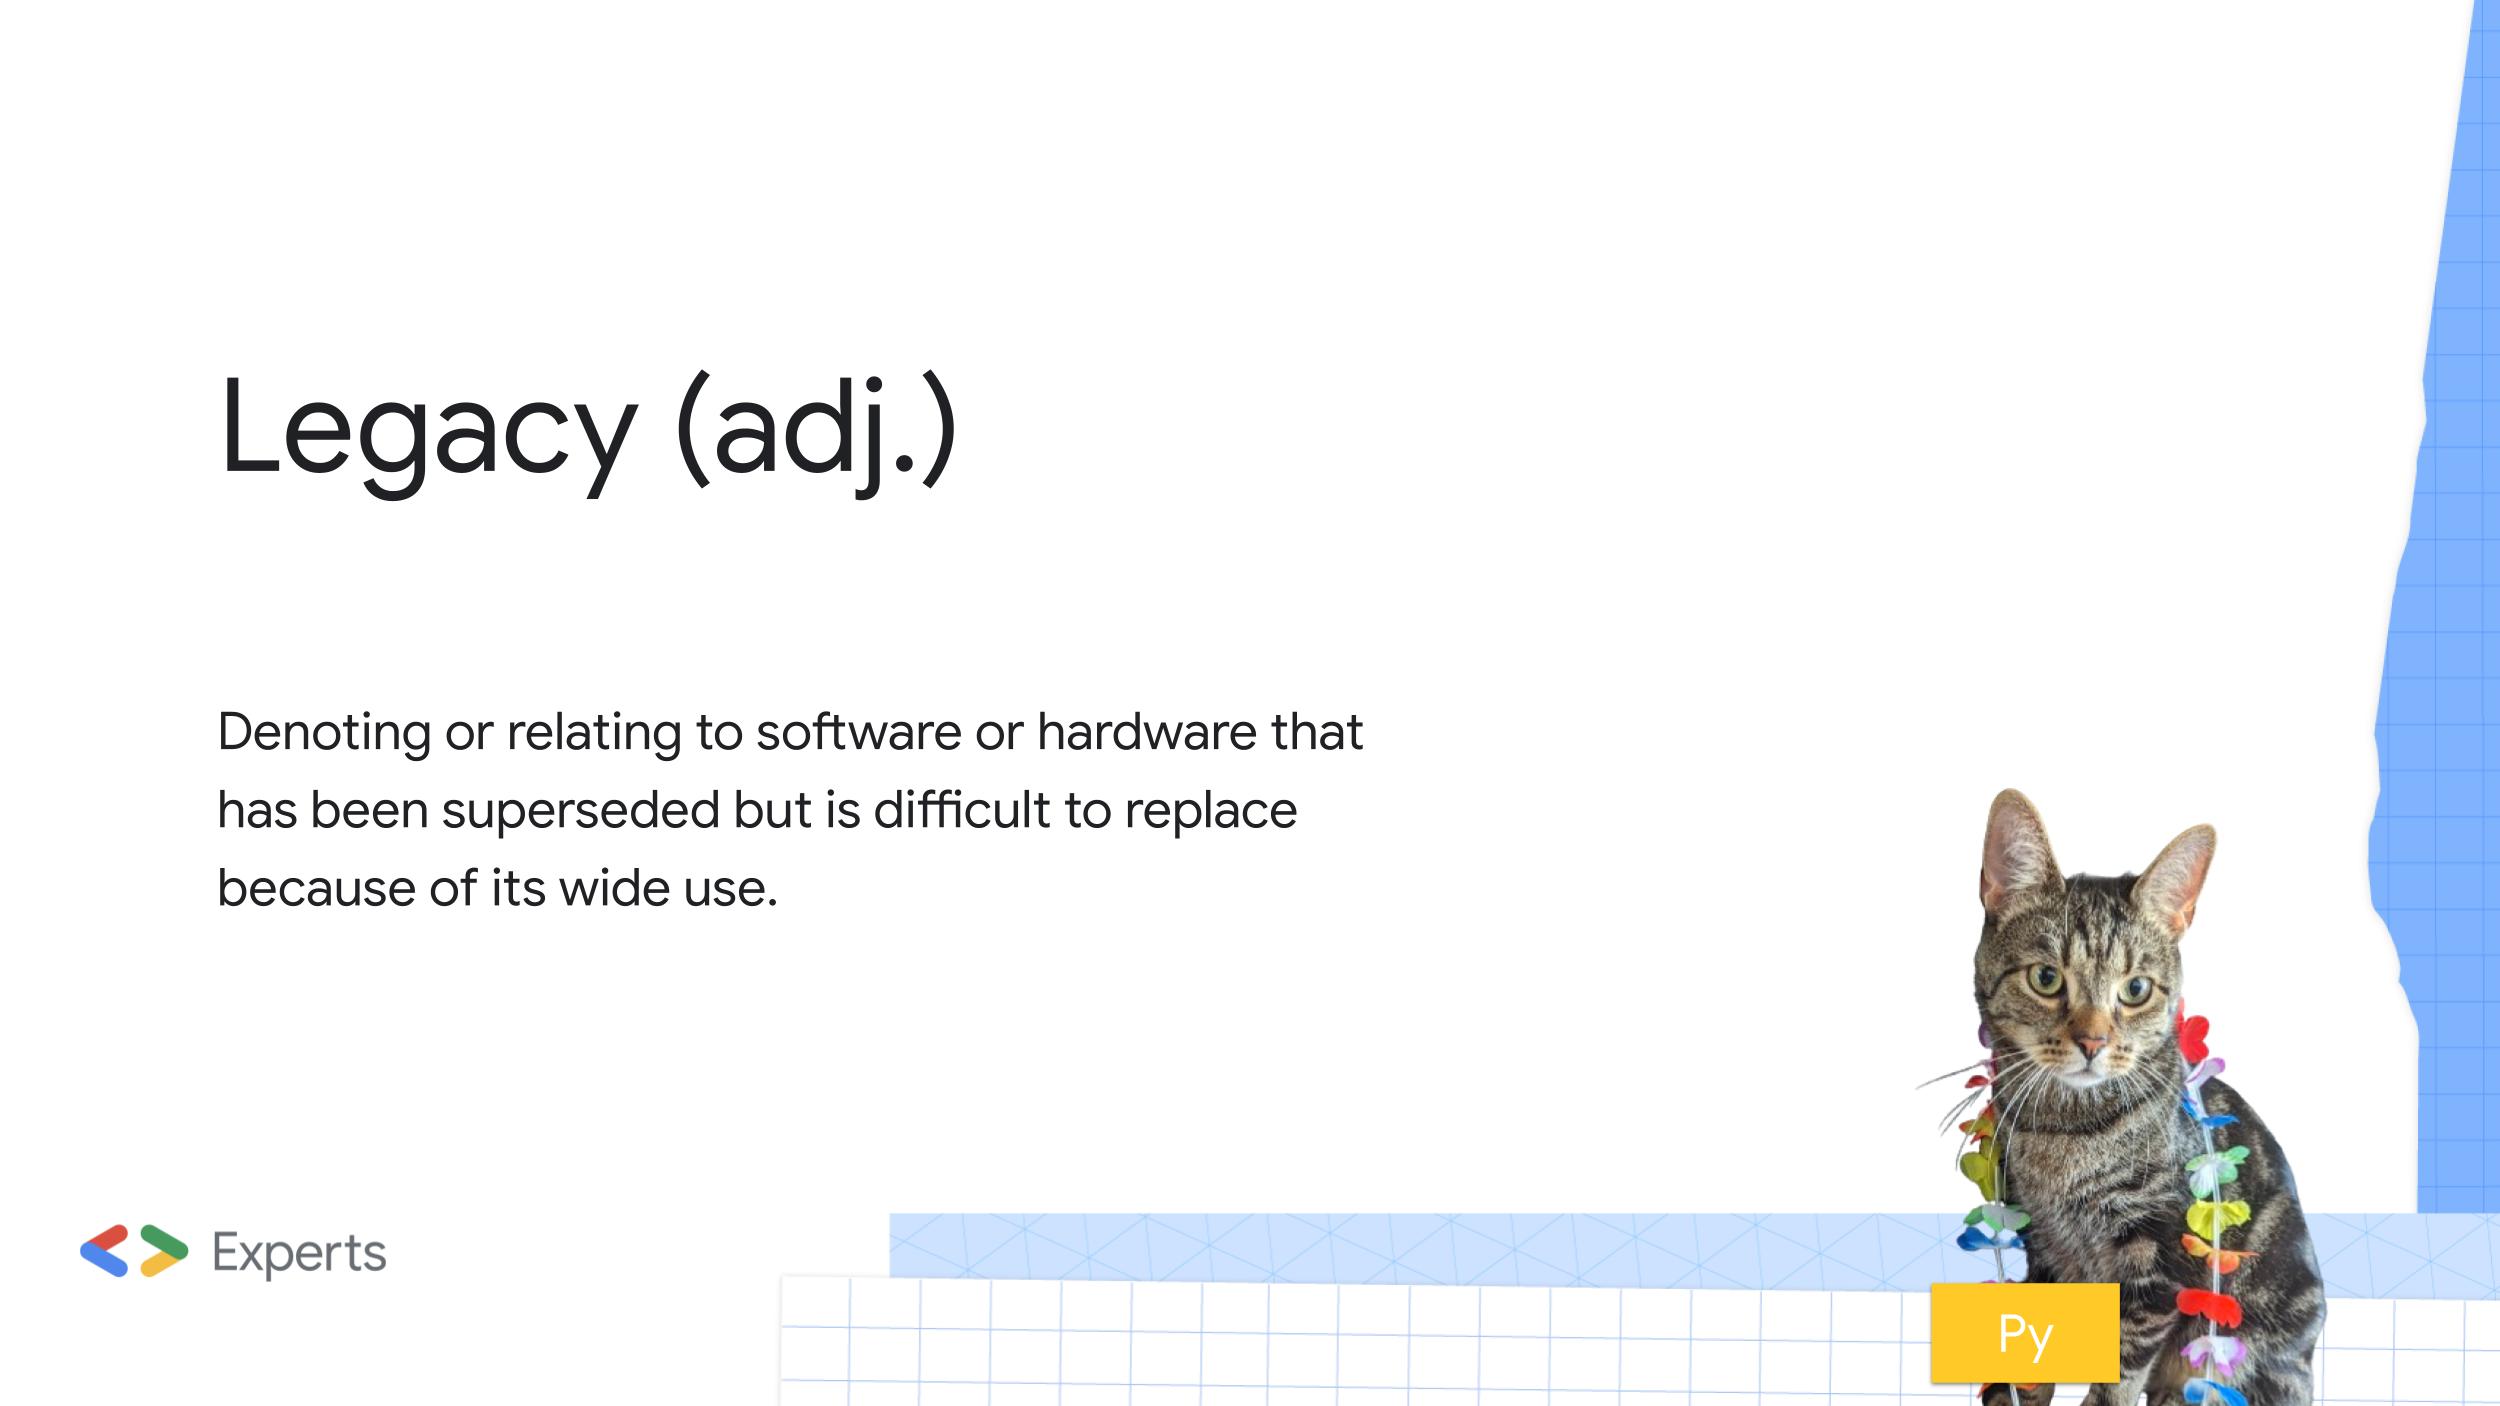 Legacy (adj.)
Denoting or relating to software or hardware that
has been superseded but is difficult to replace
because of its wide use.
Experts
Py